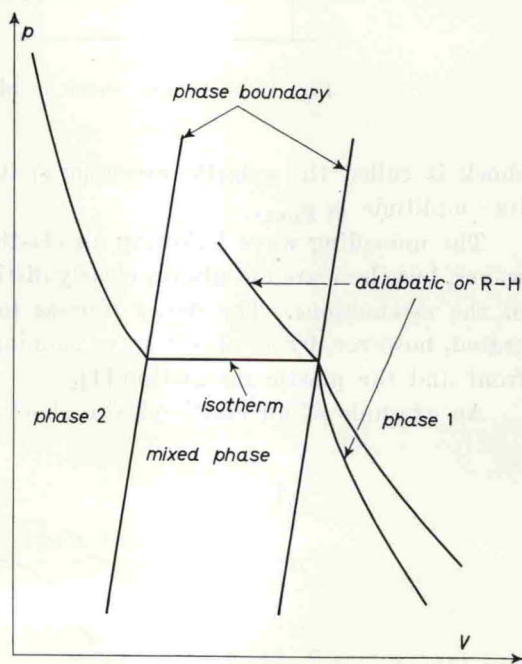 p
phase boundary
adiabatic or R-H
isotherm
phase 2
phase 1
mixed phase
V